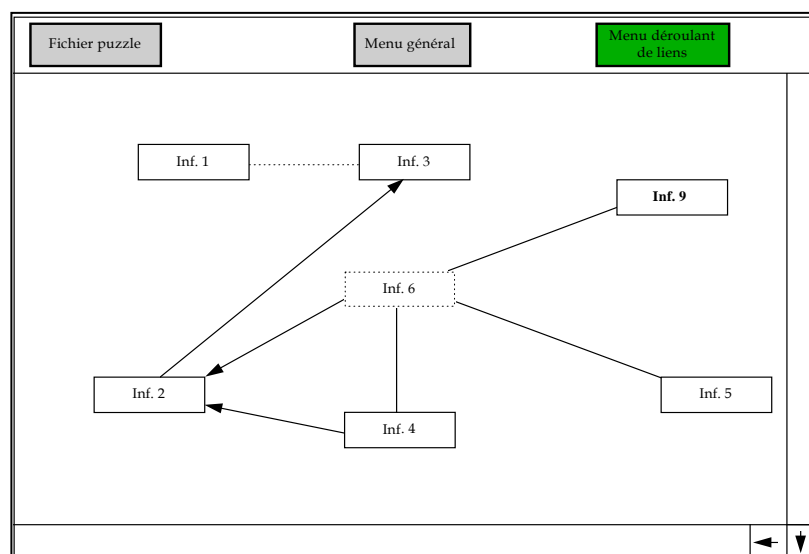 Fichier puzzle
Menu général
Menu déroulant
de liens
Inf. 1
Inf. 3
Inf. 9
Inf. 6
Inf. 2
Inf. 5
Inf. 4